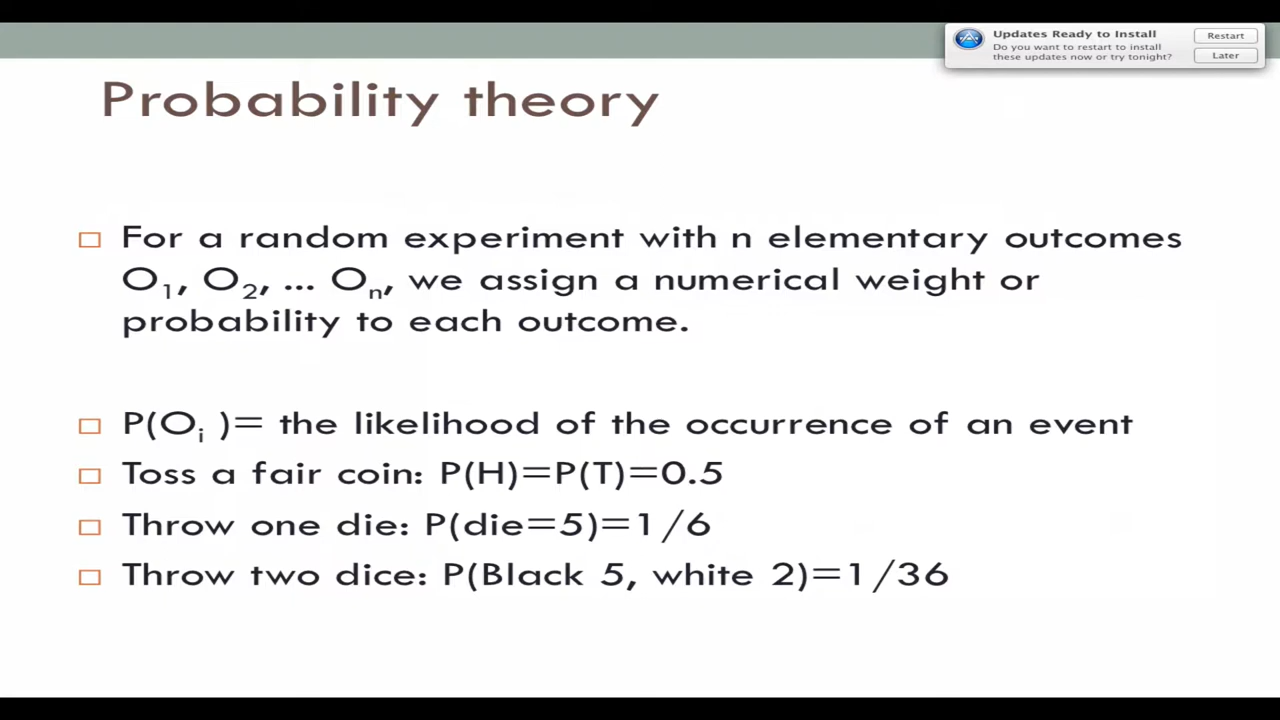 Updates Ready to Install
Do you want to restart to install
these updates now or try tonight?
Restart
Later
Probability theory
For a random experiment with n elementary outcomes
O1, O2, ... On, we assign a numerical weight or
probability to each outcome.
P(Oi )= the likelihood of the occurrence of an event
Toss a fair coin: P(H)=P(T)=0.5
Throw one die: P(die=5)=1/6
Throw two dice: P(Black 5, white 2)=1/36